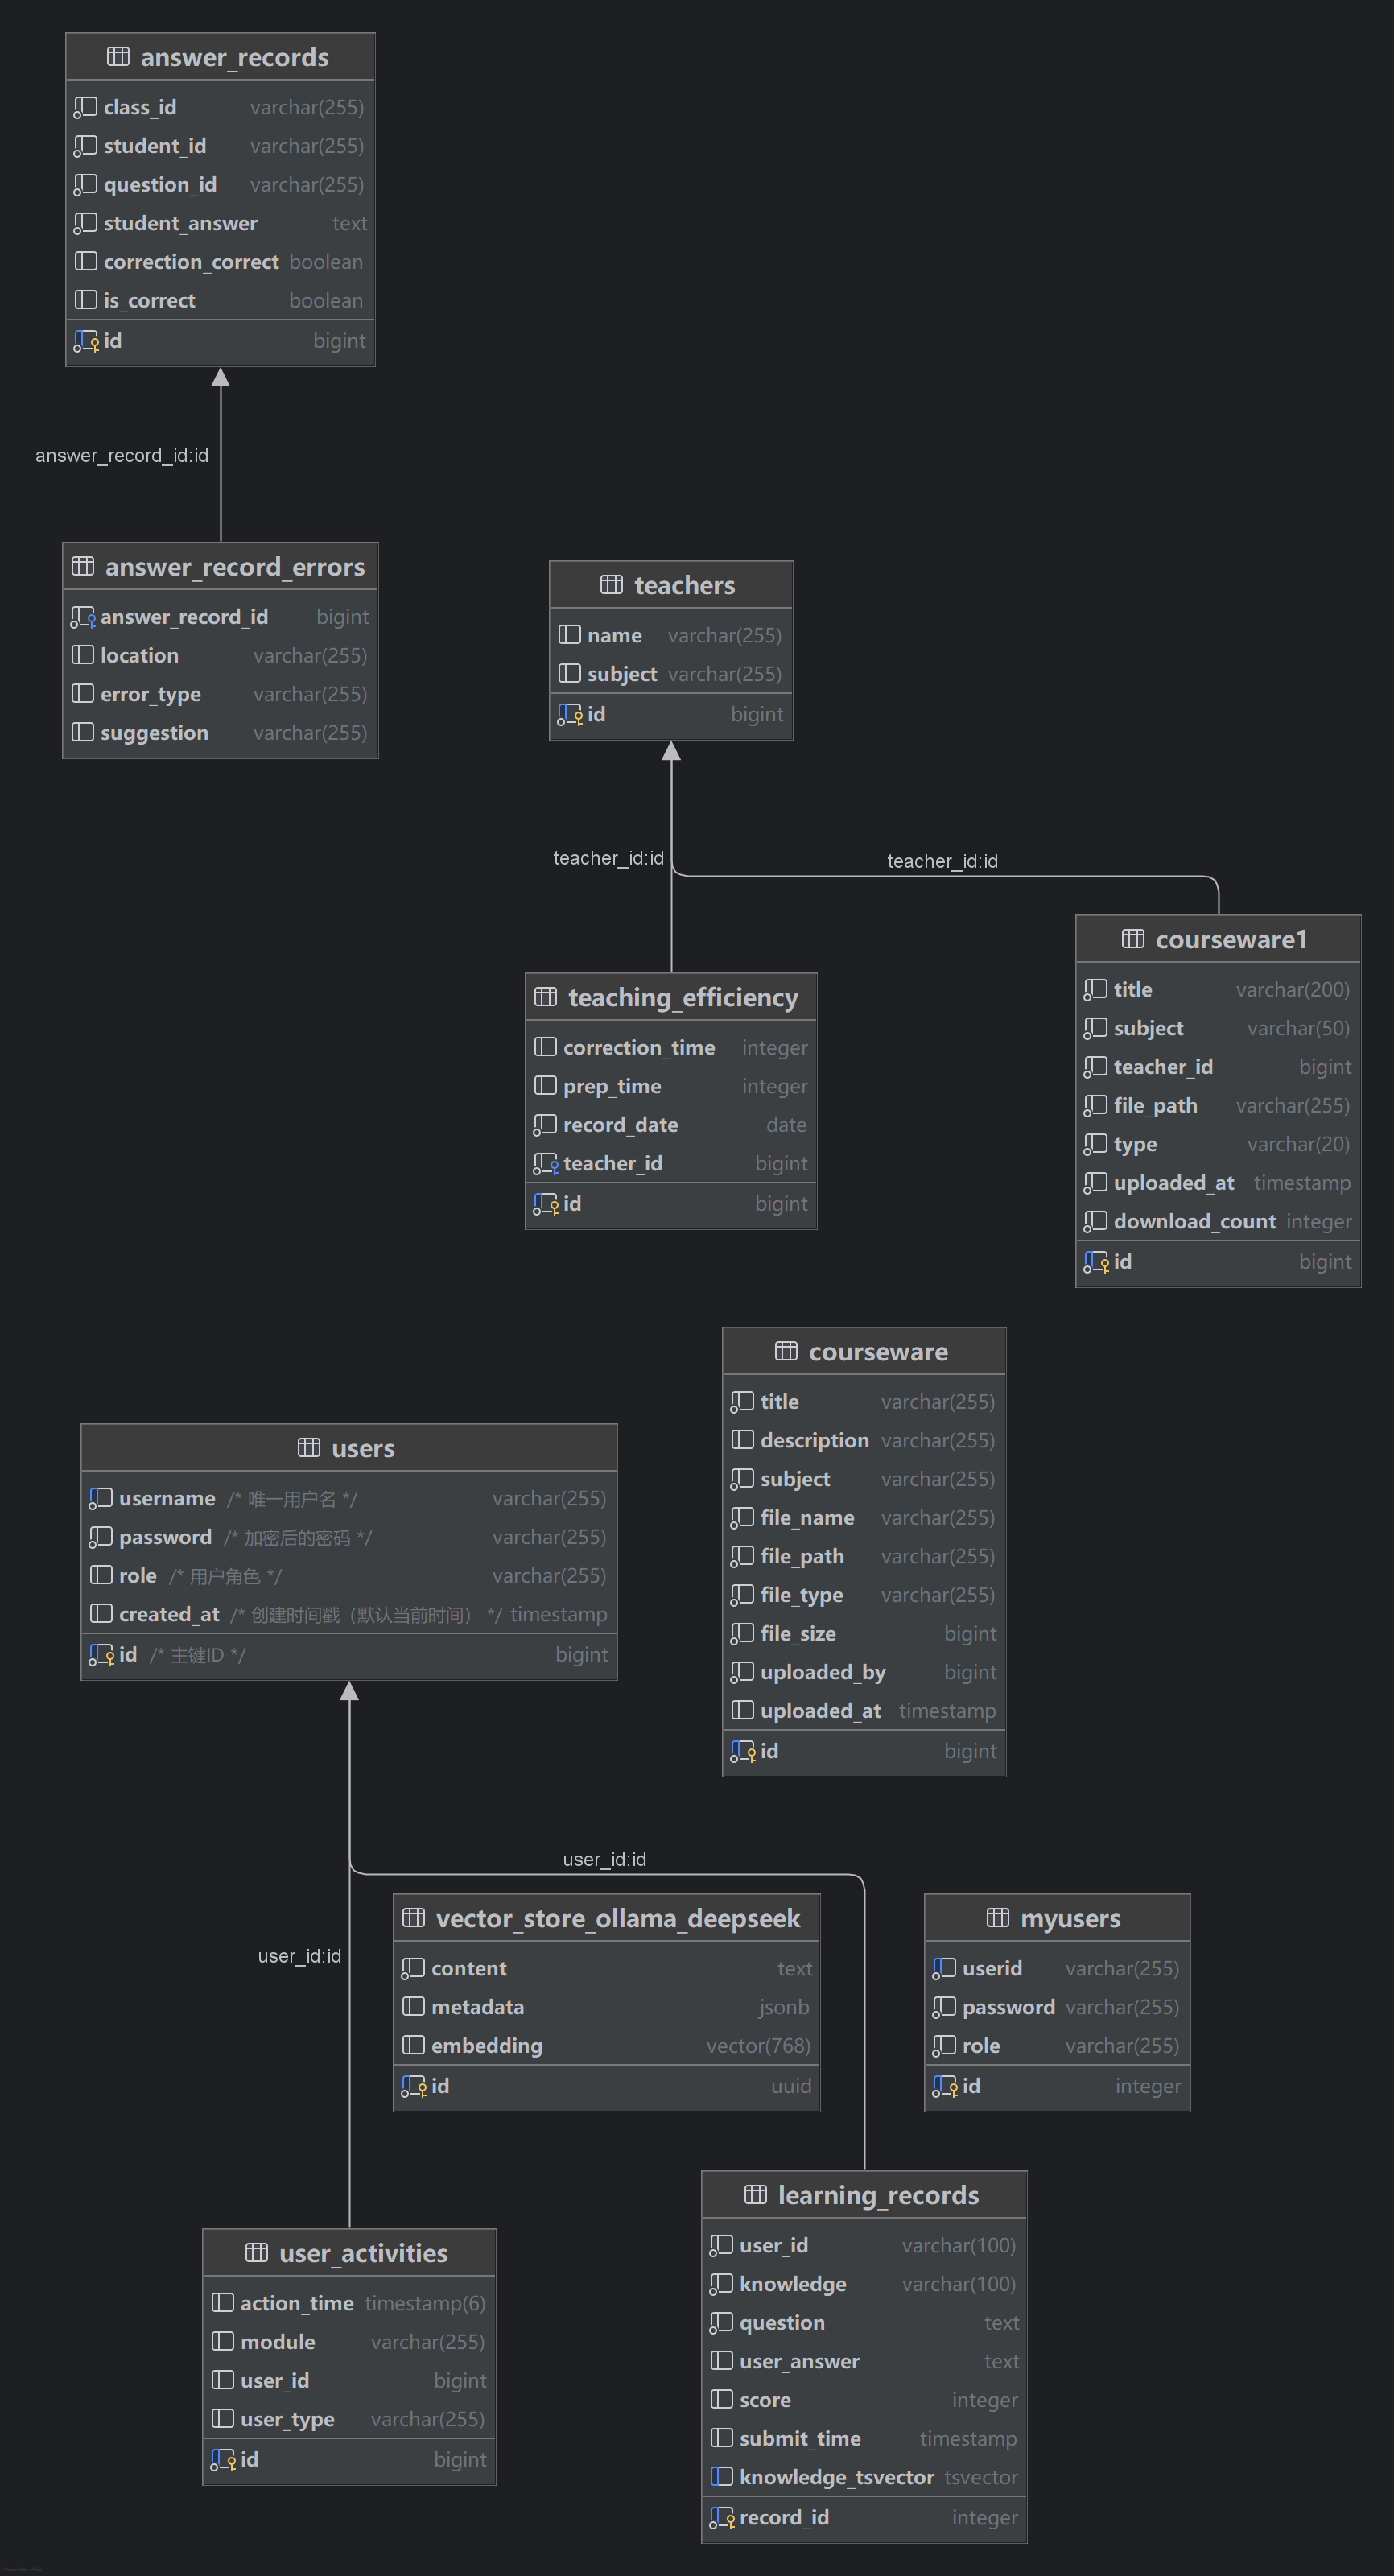 answer_records
class_id varchar(255)
student_id varchar(255)
question_id varchar(255)
student_answer text
correction_correct boolean
is_correct boolean
id bigint
answer_record_id:id
answer_record_errors
answer_record_id bigint
location varchar(255)
error_type varchar(255)
suggestion varchar(255)
teachers
name varchar(255)
subject varchar(255)
id bigint
teacher_id:id
teacher_id:id
courseware1
title varchar(200)
subject varchar(50)
teacher_id bigint
file_path varchar(255)
type varchar(20)
uploaded_at timestamp
download_count integer
id bigint
teaching_efficiency
correction_time integer
prep_time integer
record_date date
teacher_id bigint
id bigint
courseware
title varchar(255)
description varchar(255)
subject varchar(255)
file_name varchar(255)
file_path varchar(255)
file_type varchar(255)
file_size bigint
uploaded_by bigint
uploaded_at timestamp
id bigint
users
username /* 唯一用户名 */ varchar(255)
password /* 加密后的密码 */ varchar(255)
role /* 用户角色 */ varchar(255)
created_at /* 创建时间戳（默认当前时间） */ timestamp
id /* 主键ID */ bigint
user_id:id
user_id:id
vector_store_ollama_deepseek
content text
metadata jsonb
embedding vector(768)
id uuid
myusers
userid varchar(255)
password varchar(255)
role varchar(255)
id integer
learning_records
user_id varchar(100)
knowledge varchar(100)
question text
user_answer text
score integer
submit_time timestamp
knowledge_tsvector tsvector
record_id integer
user_activities
action_time timestamp(6)
module varchar(255)
user_id bigint
user_type varchar(255)
id bigint